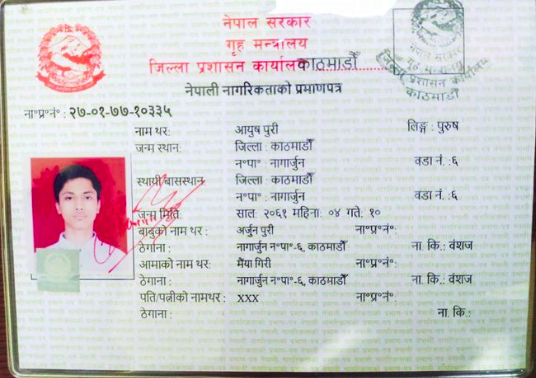 नेपाल सरकार
गृह मन्त्रालय
जिल्ला प्रशासन कार्यालय काठमाडौँ
नेपाली नागरिकताको प्रमाणपत्र
ना॰प्र॰नं॰ : २७-०१-७७-१०३३५
नाम थर: आयुष पुरी लिङ्ग : पुरुष
जन्म स्थान: जिल्ला : काठमाडौँ
न॰पा॰ : नागार्जुन वडा नं. :६
स्थायी बासस्थान: जिल्ला : काठमाडौँ
न॰पा॰ : नागार्जुन वडा नं. :६
जन्म मिति: साल २०६१ महिना: ०४ गते: १०
बाबुको नाम थर : अर्जुन पुरी ना॰प्र॰नं॰:
ठेगाना : नागार्जुन न॰पा॰-६, काठमाडौँ ना. कि.: वंशज
आमाको नाम थर: मैया गिरी ना॰प्र॰नं॰:
ठेगाना : नागार्जुन न॰पा॰-६, काठमाडौँ ना. कि.: वंशज
पति/पत्नीको नामथर : XXX ना॰प्र॰नं॰:
ठेगाना : ना. कि.:
जिल्ला प्रशासन कार्यालय
काठमाडौँ